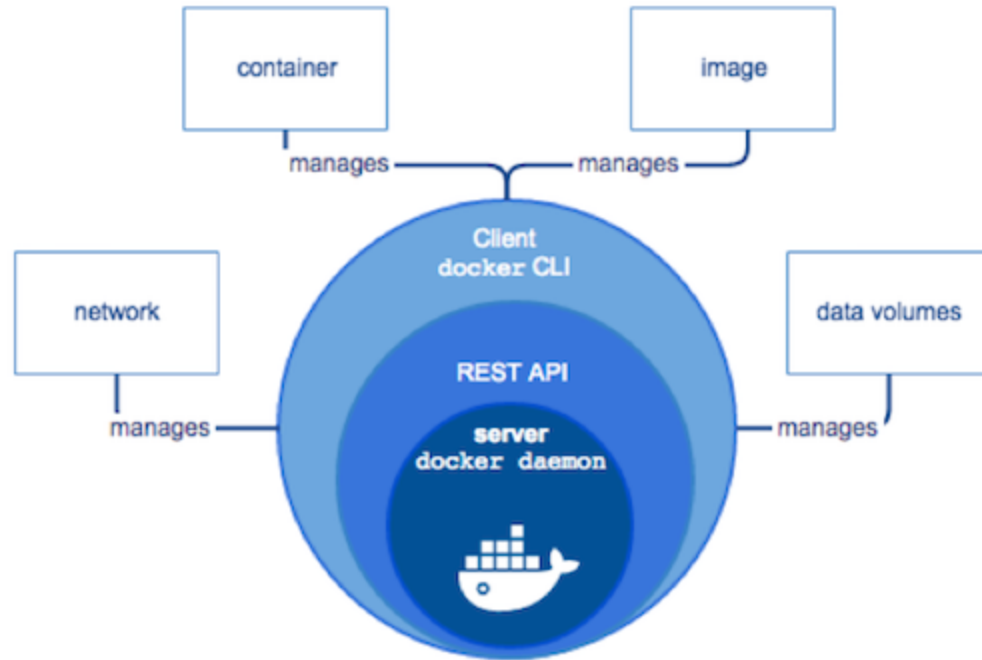 container
image
manages
manages
Client
docker CLI
network
data volumes
REST API
manages
manages
server
docker daemon